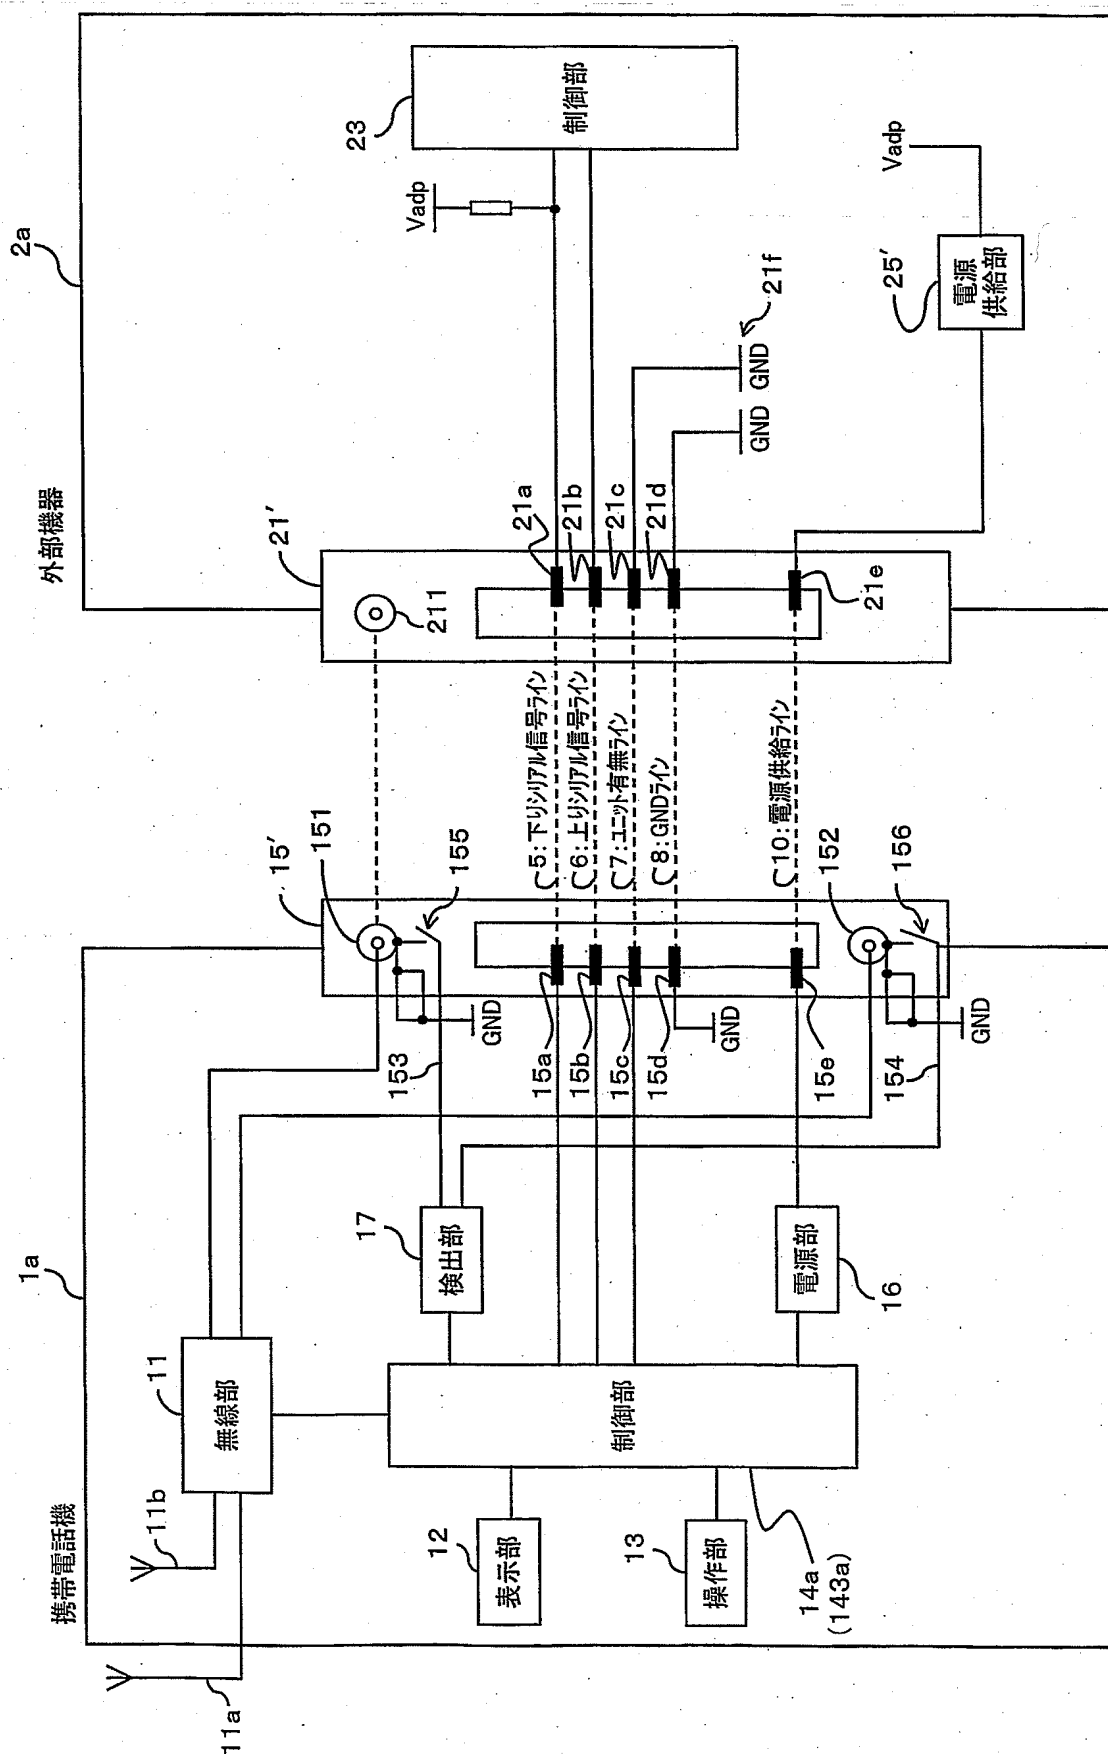 携帯電話機
1a
11a
11b
11
無線部
12
表示部
13
操作部
制御部
14a
(143a)
17
検出部
電源部
16
153
154
GND
GND
GND
15'
151
155
152
156
15a
15b
15c
15d
15e
5:下りシリアル信号ライン
6:上りシリアル信号ライン
7:ユニット有無ライン
8:GNDライン
10:電源供給ライン
外部機器
2a
21'
211
21a
21b
21c
21d
21e
GND
GND
21f
Vadp
23
制御部
25'
電源
供給部
Vadp